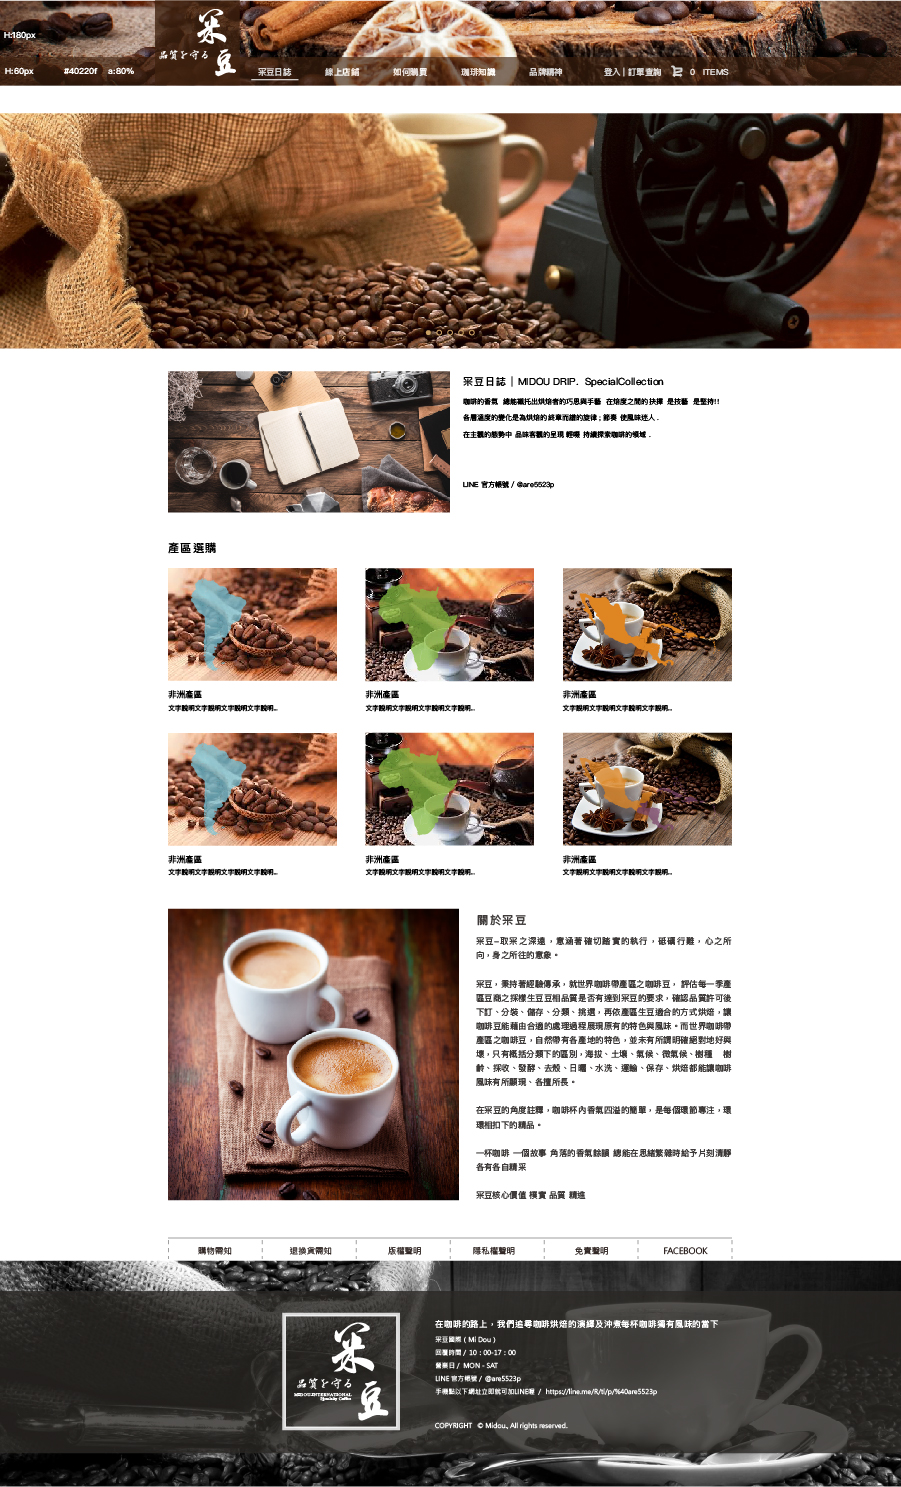 H:180px
采豆
品質を守る
H:60px #40220f a:80%
采豆日誌 線上店鋪 如何購買 珈琲知識 品牌精神 登入 | 訂單查詢 0 ITEMS
采豆日誌 | MIDOU DRIP. SpecialCollection
咖啡的香氣 總能襯托出烘焙者的巧思與手藝 在焙度之間的抉擇 是技藝 是堅持!!
各層溫度的變化是為烘焙的終章而譜的旋律 ; 節奏 使風味迷人 .
在主觀的態勢中 品味客觀的呈現 輕啜 持續探索咖啡的領域 .
LINE 官方帳號 / @are5523p
產區選購
非洲產區
文字說明文字說明文字說明文字說明...
非洲產區
文字說明文字說明文字說明文字說明...
非洲產區
文字說明文字說明文字說明文字說明...
非洲產區
文字說明文字說明文字說明文字說明...
非洲產區
文字說明文字說明文字說明文字說明...
非洲產區
文字說明文字說明文字說明文字說明...
關於采豆
采豆–取采之深遠，意涵著確切踏實的執行，砥礪行難，心之所
向，身之所往的意象。
采豆，秉持著經驗傳承，就世界咖啡帶產區之咖啡豆， 評估每一季產
區豆商之採樣生豆豆相品質是否有達到采豆的要求，確認品質許可後
下訂、分裝、儲存、分類、挑選，再依產區生豆適合的方式烘焙，讓
咖啡豆能藉由合適的處理過程展現原有的特色與風味。而世界咖啡帶
產區之咖啡豆，自然帶有各產地的特色，並未有所謂明確絕對地好與
壞，只有概括分類下的區別，海拔、土壤、氣候、微氣候、樹種 樹
齡、採收、發酵、去殼、日曬、水洗、運輸、保存、烘焙都能讓咖啡
風味有所顯現、各擅所長。
在采豆的角度註釋，咖啡杯內香氣四溢的簡單，是每個環節專注，環
環相扣下的精品。
一杯咖啡 一個故事 角落的香氣餘韻 總能在思緒繁雜時給予片刻清靜
各有各自精采
采豆核心價值 樸實 品質 精進
購物需知 退換貨需知 版權聲明 隱私權聲明 免責聲明 FACEBOOK
采豆
品質を守る
MIDOU.INTERNATIONAL
Specialty Coffee
在咖啡的路上，我們追尋咖啡烘焙的演繹及沖煮每杯咖啡獨有風味的當下
采豆國際 ( Mi Dou )
回覆時間 / 10 : 00-17 : 00
營業日 / MON - SAT
LINE 官方帳號 / @are5523p
手機點以下網址立即就可加LINE喔 / https://line.me/R/ti/p/%40are5523p
COPYRIGHT © Midou., All rights reserved.